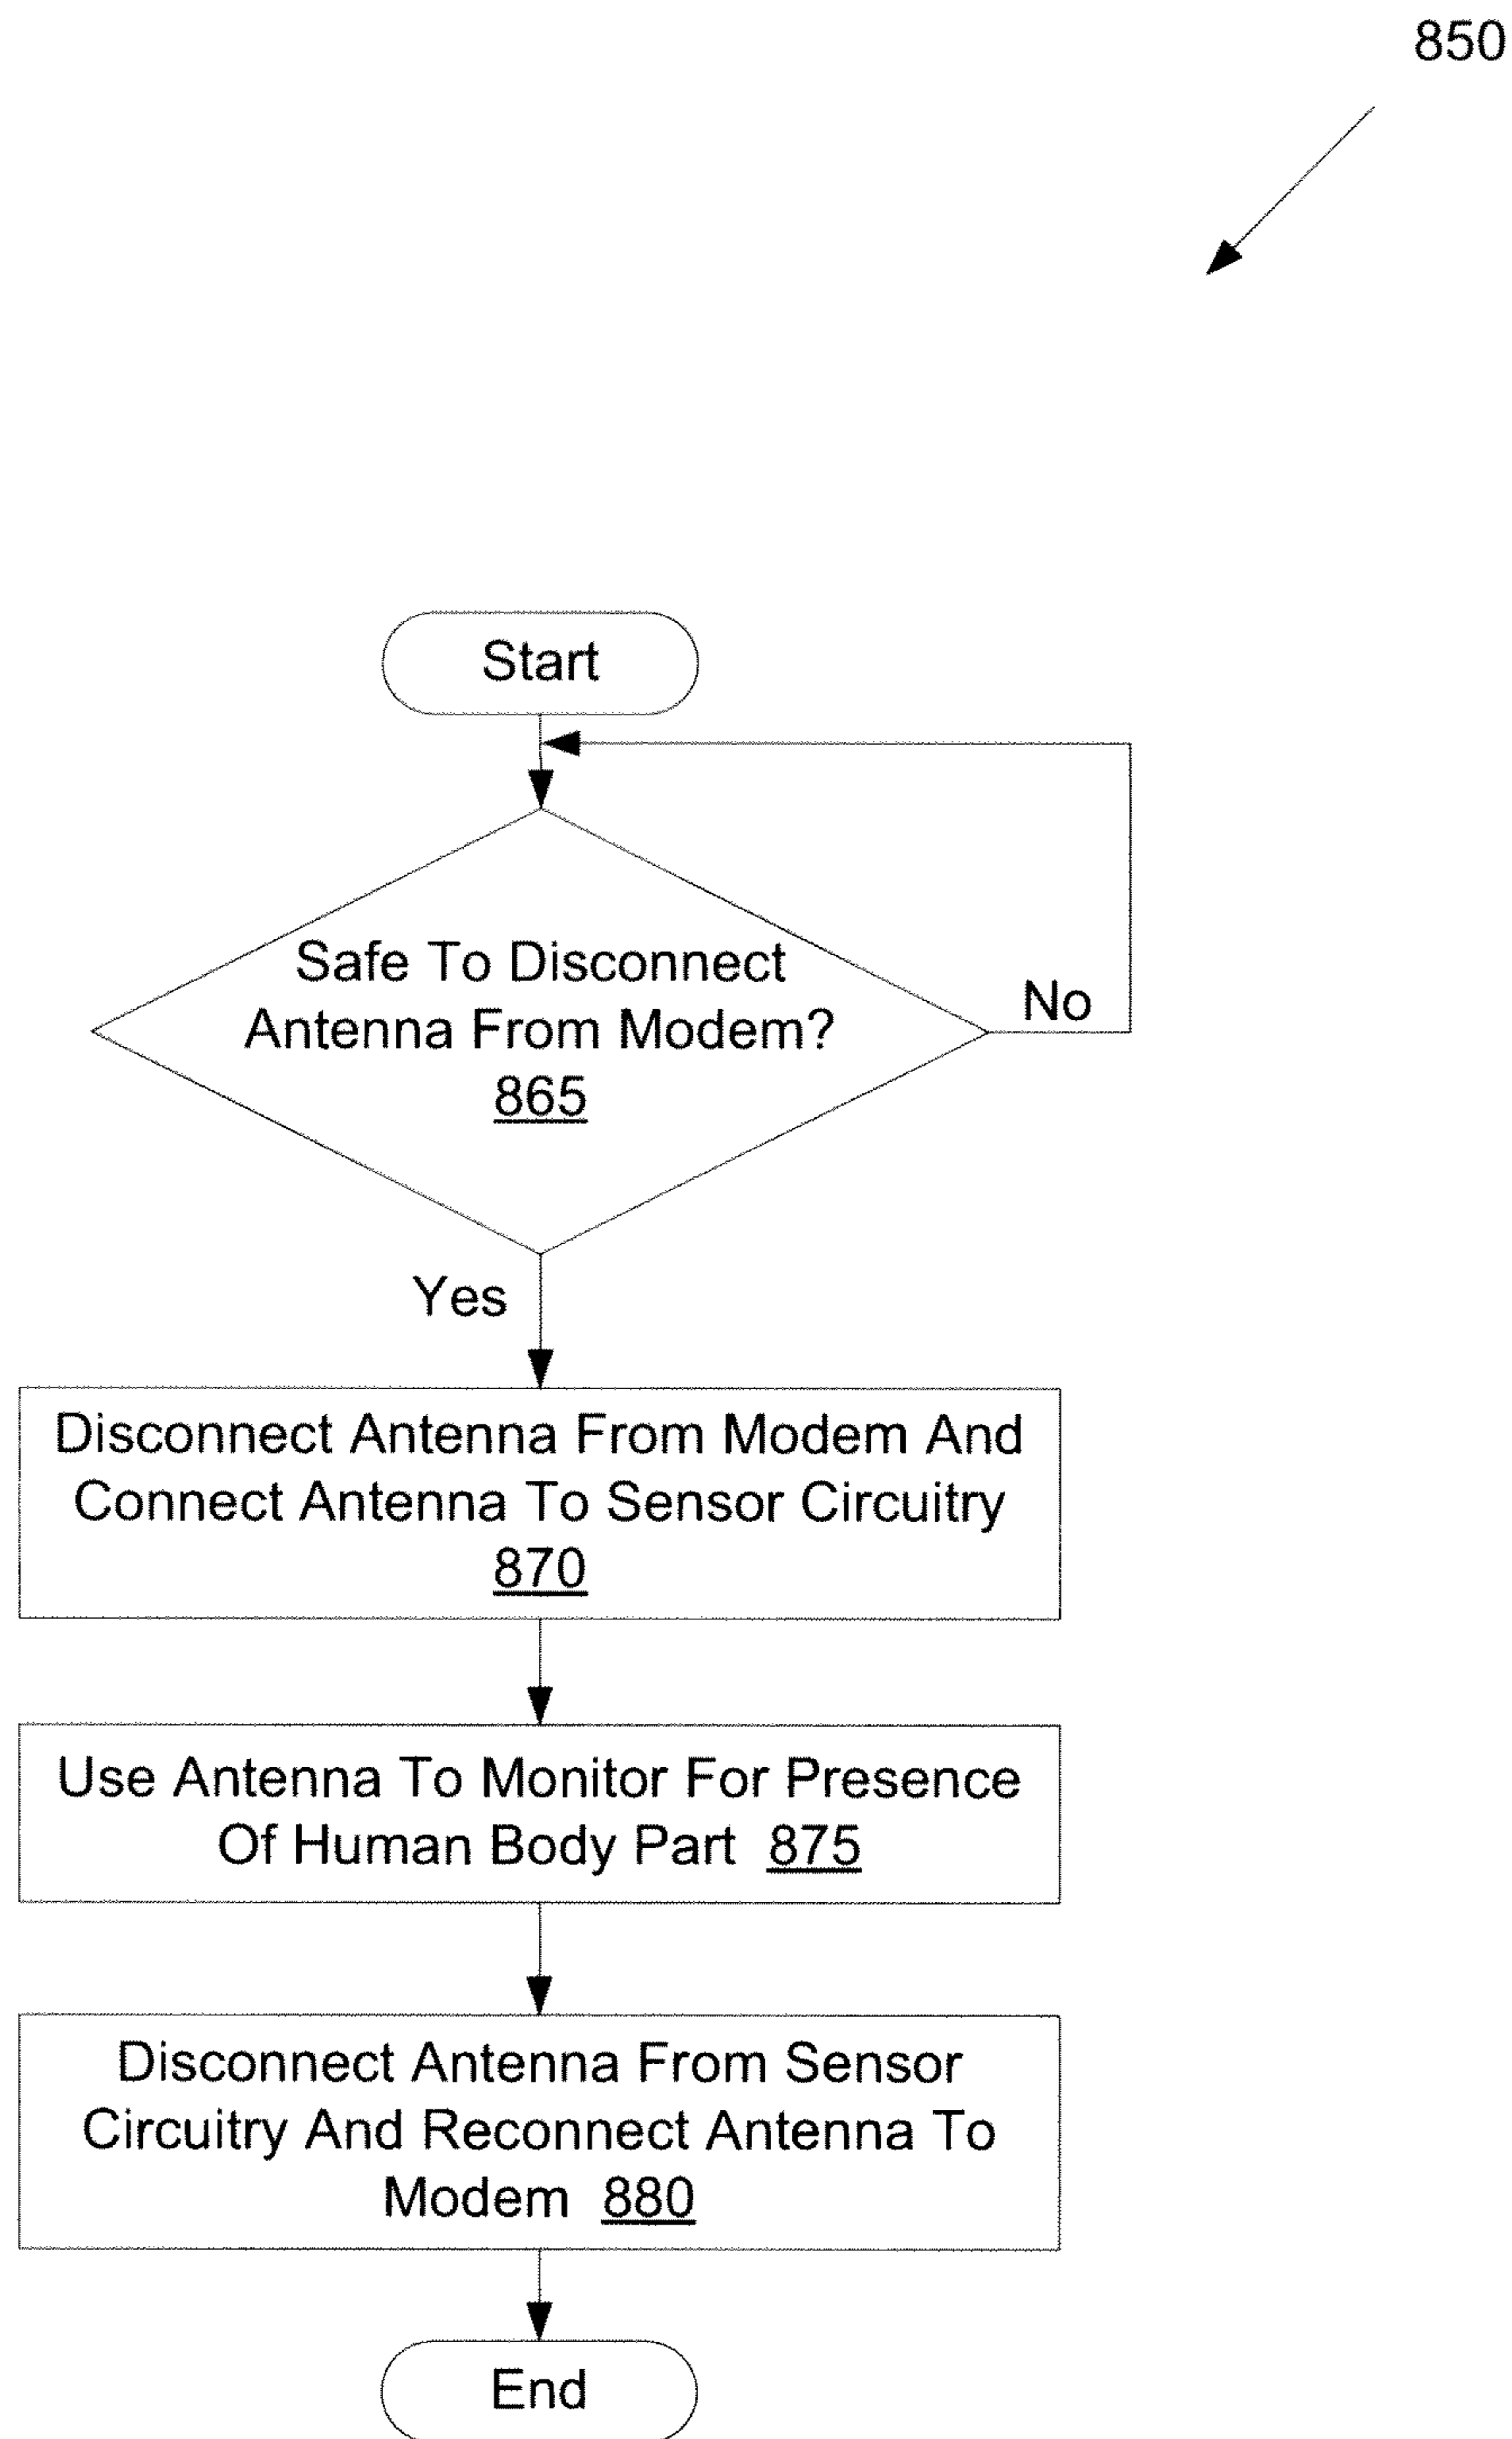 850
Start
Safe To Disconnect
Antenna From Modem?
865
No
Yes
Disconnect Antenna From Modem And
Connect Antenna To Sensor Circuitry
870
Use Antenna To Monitor For Presence
Of Human Body Part 875
Disconnect Antenna From Sensor
Circuitry And Reconnect Antenna To
Modem 880
End